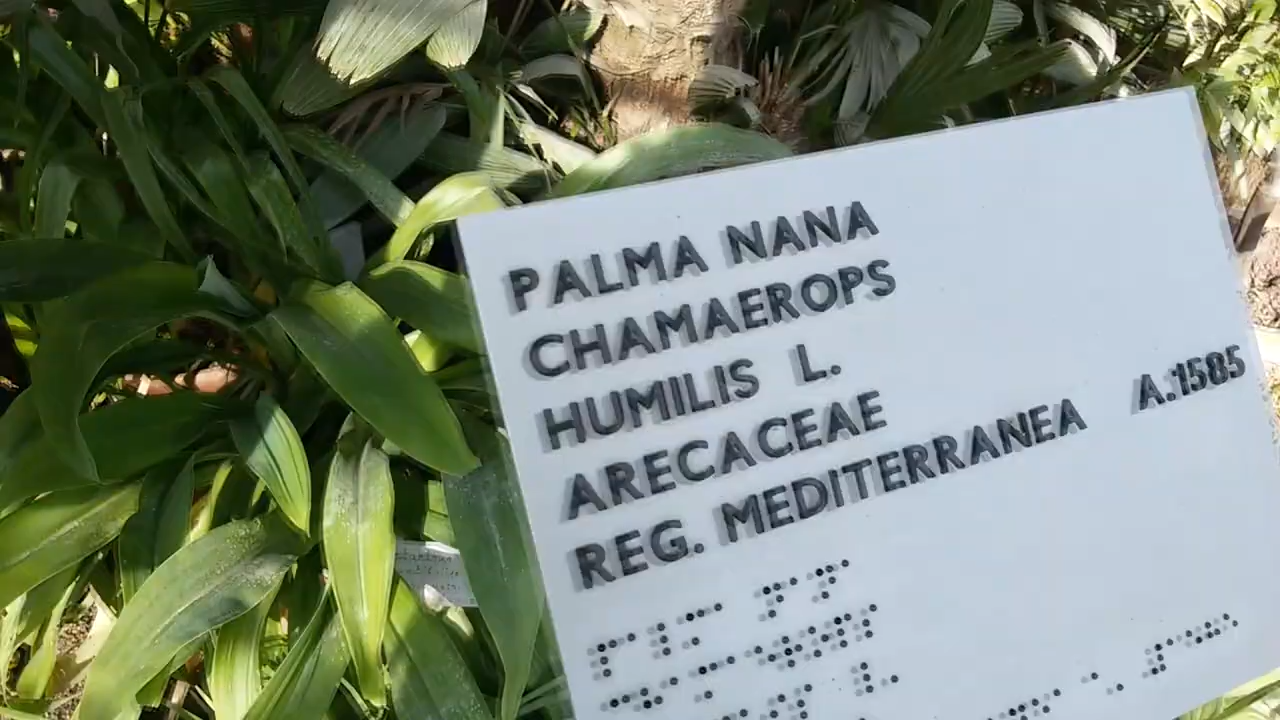 PALMA NANA
CHAMAEROPS
HUMILIS L.
ARECACEAE
REG. MEDITERRANEA A.1585